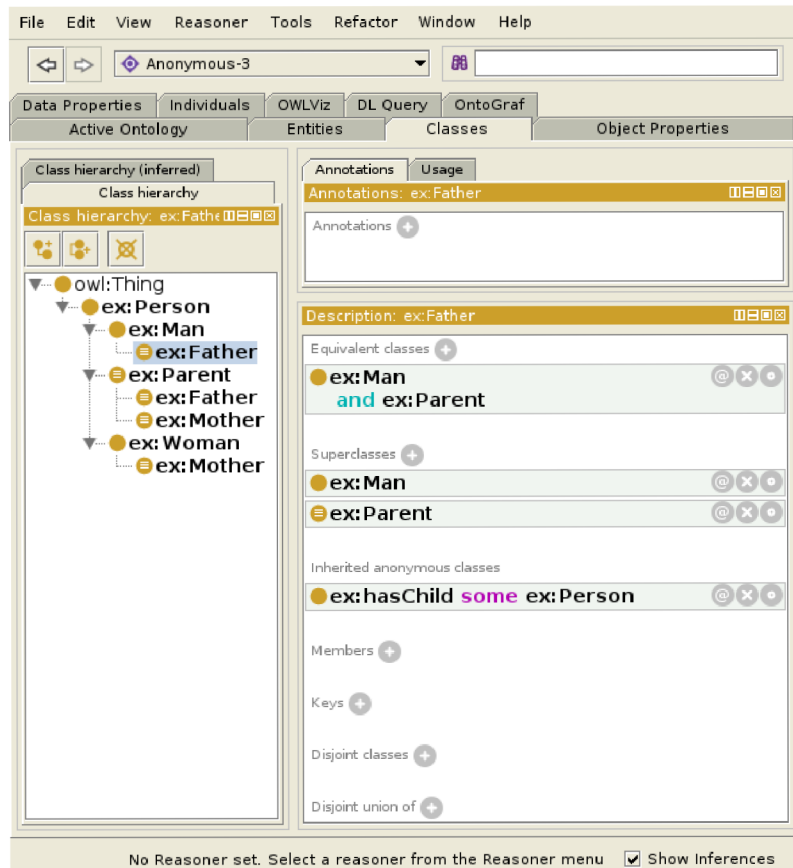 File Edit View Reasoner Tools Refactor Window Help
Anonymous-3
Data Properties Individuals OWLViz DL Query OntoGraf
Active Ontology Entities Classes Object Properties
Class hierarchy (inferred)
Class hierarchy
Class hierarchy: ex:Fathe
owl:Thing
ex:Person
ex:Man
ex:Father
ex:Parent
ex:Father
ex:Mother
ex:Woman
ex:Mother
Annotations Usage
Annotations: ex:Father
Annotations
Description: ex:Father
Equivalent classes
ex:Man
and ex:Parent
Superclasses
ex:Man
ex:Parent
Inherited anonymous classes
ex:hasChild some ex:Person
Members
Keys
Disjoint classes
Disjoint union of
No Reasoner set. Select a reasoner from the Reasoner menu Show Inferences